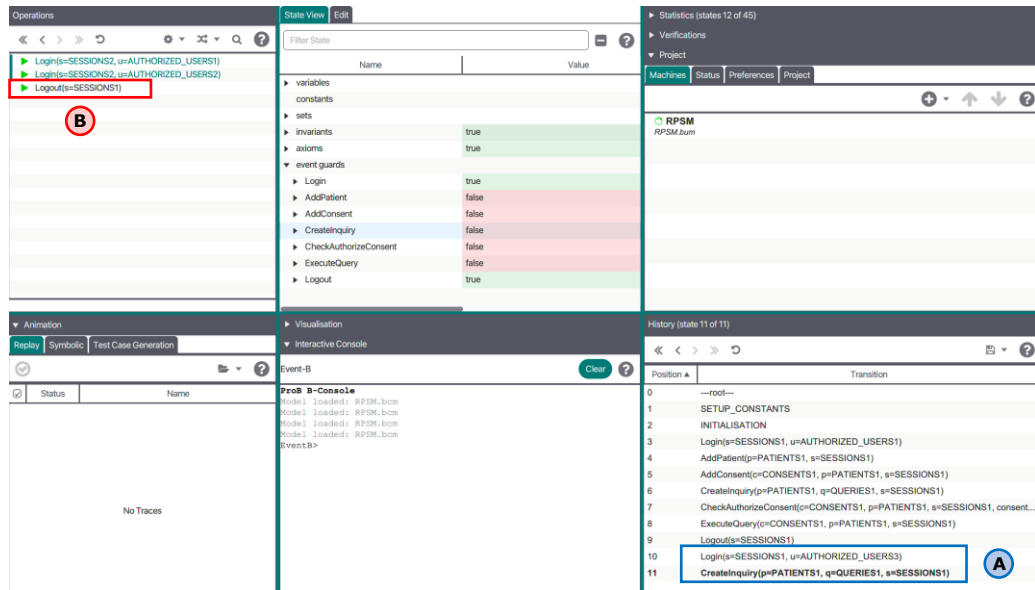 Operations
Login(s=SESSIONS2, u=AUTHORIZED_USERS1)
Login(s=SESSIONS2, u=AUTHORIZED_USERS2)
Logout(s=SESSIONS1)
B
State View Edit
Filter State
Name Value
variables
constants
sets
invariants true
axioms true
event guards
Login true
AddPatient false
AddConsent false
CreateInquiry false
CheckAuthorizeConsent false
ExecuteQuery false
Logout true
Statistics (states 12 of 45)
Verifications
Project
Machines Status Preferences Project
RPSM
RPSM.bum
Animation
Replay Symbolic Test Case Generation
Status Name
No Traces
Visualisation
Interactive Console
Event-B Clear
ProB B-Console
Model loaded: RPSM.bcm
Model loaded: RPSM.bcm
Model loaded: RPSM.bcm
Model loaded: RPSM.bcm
EventB>
History (state 11 of 11)
Position Transition
0 ---root---
1 SETUP_CONSTANTS
2 INITIALISATION
3 Login(s=SESSIONS1, u=AUTHORIZED_USERS1)
4 AddPatient(p=PATIENTS1, s=SESSIONS1)
5 AddConsent(c=CONSENTS1, p=PATIENTS1, s=SESSIONS1)
6 CreateInquiry(p=PATIENTS1, q=QUERIES1, s=SESSIONS1)
7 CheckAuthorizeConsent(c=CONSENTS1, p=PATIENTS1, s=SESSIONS1, consent...
8 ExecuteQuery(c=CONSENTS1, p=PATIENTS1, s=SESSIONS1)
9 Logout(s=SESSIONS1)
10 Login(s=SESSIONS1, u=AUTHORIZED_USERS3)
11 CreateInquiry(p=PATIENTS1, q=QUERIES1, s=SESSIONS1)
A